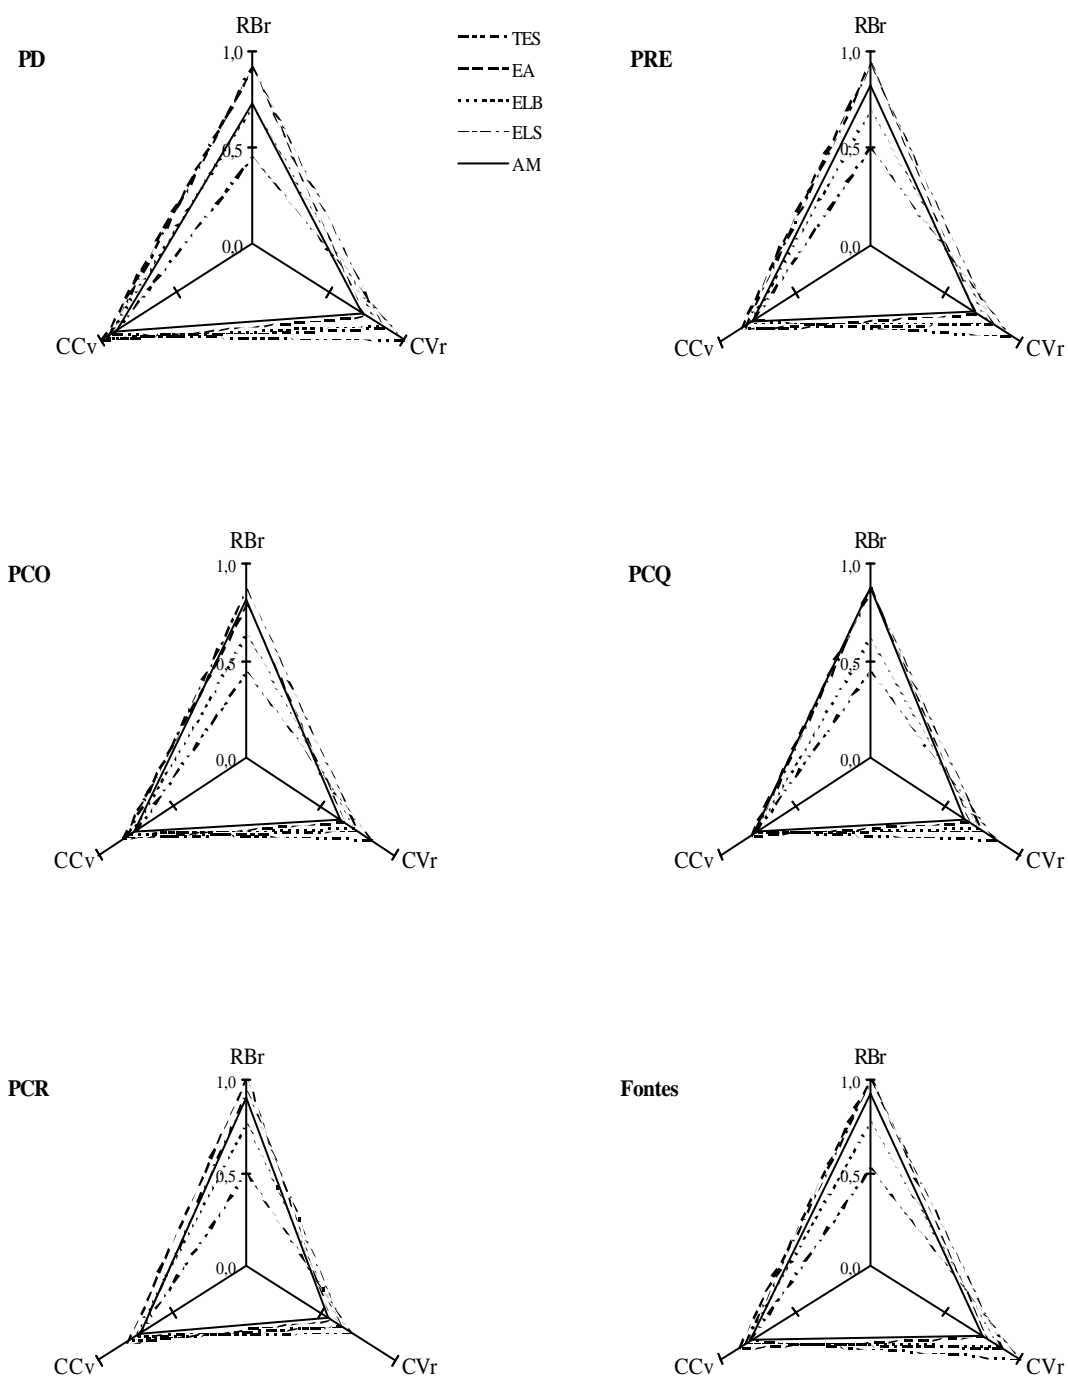 PD
RBr
1,0
0,5
0,0
CCv
CVr
TES
EA
ELB
ELS
AM
PRE
RBr
1,0
0,5
0,0
CCv
CVr
PCO
RBr
1,0
0,5
0,0
CCv
CVr
PCQ
RBr
1,0
0,5
0,0
CCv
CVr
PCR
RBr
1,0
0,5
0,0
CCv
CVr
Fontes
RBr
1,0
0,5
0,0
CCv
CVr